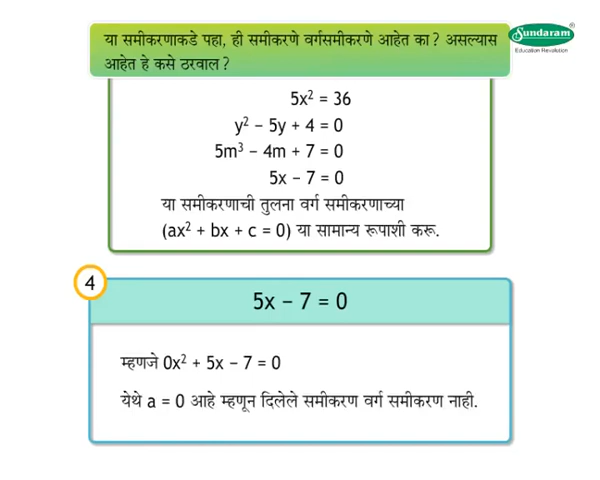 या समीकरणाकडे पहा, ही समीकरणे वर्गसमीकरणे आहेत का? असल्यास
आहेत हे कसे ठरवाल?
Sundaram®
Education Revolution
5x² = 36
y² – 5y + 4 = 0
5m³ – 4m + 7 = 0
5x – 7 = 0
या समीकरणाची तुलना वर्ग समीकरणाच्या
(ax² + bx + c = 0) या सामान्य रूपाशी करू.
4
5x – 7 = 0
म्हणजे 0x² + 5x – 7 = 0
येथे a = 0 आहे म्हणून दिलेले समीकरण वर्ग समीकरण नाही.